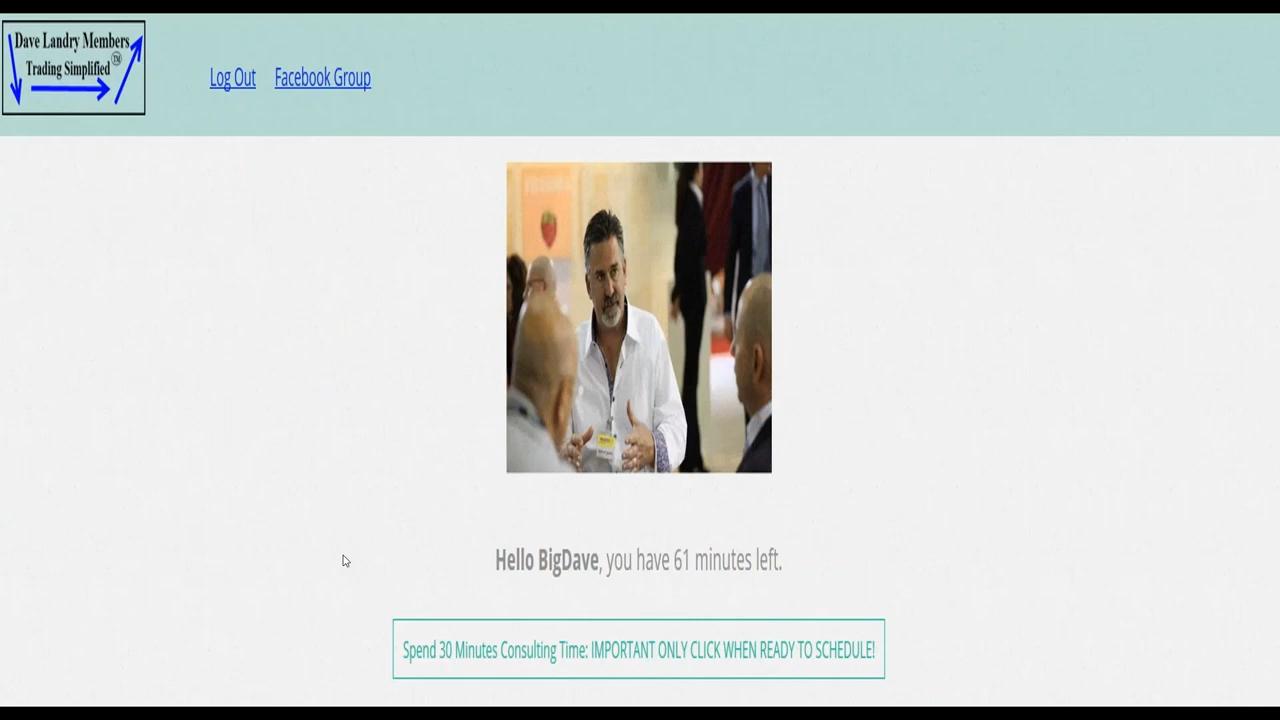 Dave Landry Members
Trading Simplified TM
Log Out Facebook Group
Hello BigDave, you have 61 minutes left.
Spend 30 Minutes Consulting Time: IMPORTANT ONLY CLICK WHEN READY TO SCHEDULE!